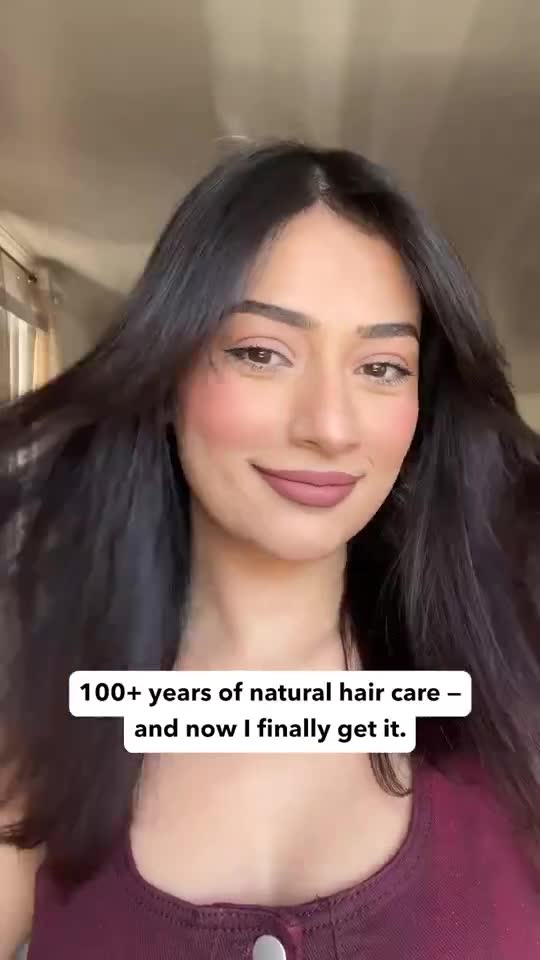 100+ years of natural hair care —
and now I finally get it.